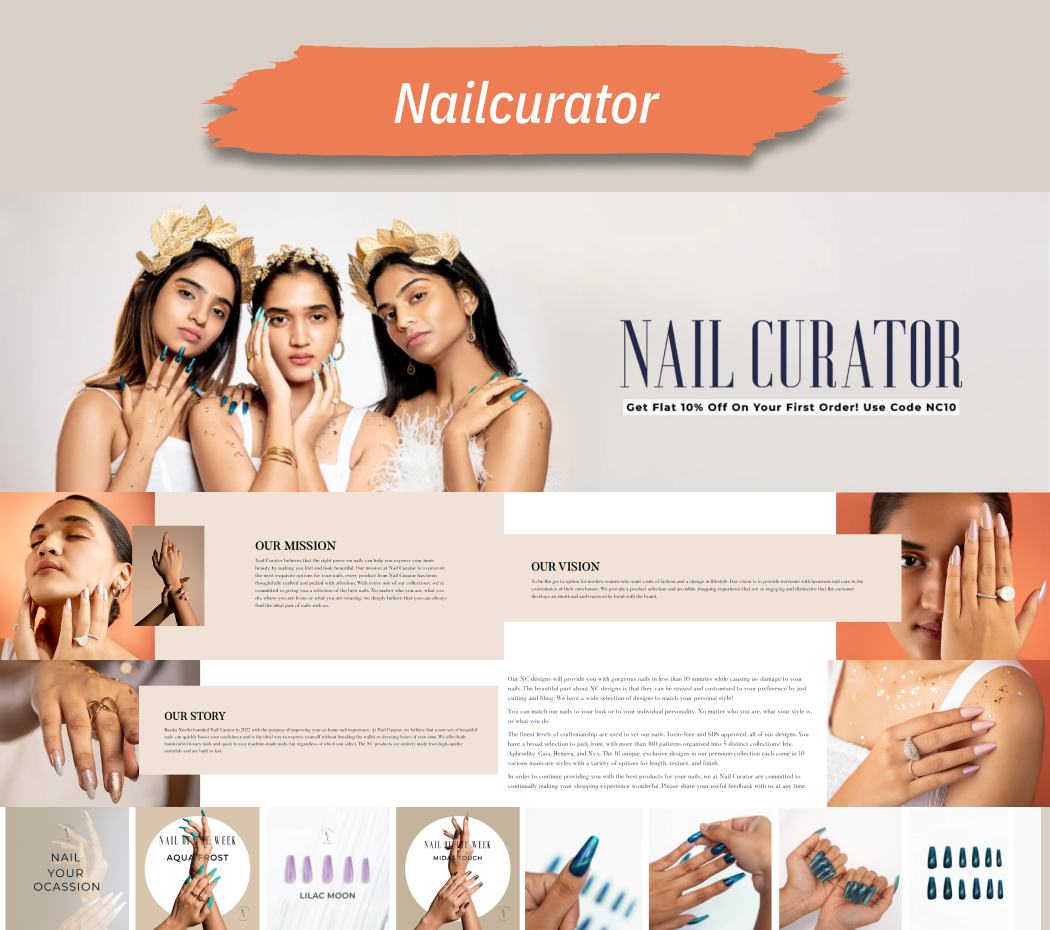 Nailcurator
NAIL CURATOR
Get Flat 10% Off On Your First Order! Use Code NC10
OUR MISSION
Nail Curator believes that the right press-on nails can help you express your inner
beauty by making you feel and look beautiful. Our mission at Nail Curator is to provide
the most exquisite options for your nails, every product from Nail Curator has been
thoughtfully crafted and picked with affection. With every one of our collections, we're
committed to giving you a selection of the best nails. No matter who you are, what you
do, where you are from, or what you are wearing, we deeply believe that you can always
find the ideal pair of nails with us.
OUR VISION
To be the go-to option for modern women who want a mix of fashion and a change in lifestyle. Our vision is to provide everyone with luxurious nail care in the
convenience of their own homes. We provide a product selection and an online shopping experience that are so engaging and distinctive that the customer
develops an emotional and trustworthy bond with the brand.
OUR STORY
founded Nail Curator in 2022 with the purpose of improving your at-home nail experience. At Nail Curator, we believe that a new set of beautiful
nails can quickly boost your confidence and is the ideal way to express yourself without breaking the wallet or devoting hours of your time. We offer both
handcrafted luxury nails and quick & easy machine-made nails, but regardless of which you select, The NC products are entirely made from high-quality
materials and are built to last.
Our NC designs will provide you with gorgeous nails in less than 10 minutes while causing no damage to your
nails. The beautiful part about NC designs is that they can be reused and customised to your preference by just
cutting and filing. We have a wide selection of designs to match your personal style!
You can match our nails to your look or to your individual personality. No matter who you are, what your style is,
or what you do.
The finest levels of craftsmanship are used to vet our nails. Toxin-free and SDS approved, all of our designs. You
have a broad selection to pick from, with more than 160 patterns organised into 5 distinct collections: Iris,
Aphrodite, Gaia, Hemera, and Nyx. The 16 unique, exclusive designs in our premium collection each come in 10
various manicure styles with a variety of options for length, texture, and finish.
In order to continue providing you with the best products for your nails, we at Nail Curator are committed to
continually making your shopping experience wonderful. Please share your useful feedback with us at any time.
NAIL
YOUR
OCASSION
NAIL OF THE WEEK
AQUA FROST
LILAC MOON
NAIL OF THE WEEK
MIDAS TOUCH